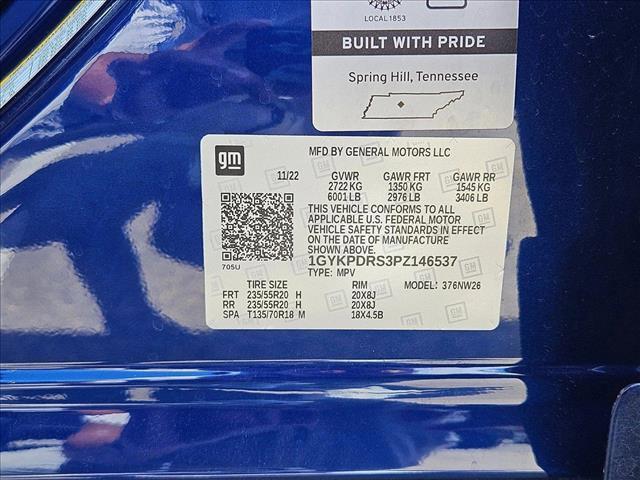 LOCAL 1853
BUILT WITH PRIDE
Spring Hill, Tennessee
gm
MFD BY GENERAL MOTORS LLC
11/22 GVWR GAWR FRT GAWR RR
2722 KG 1350 KG 1545 KG
6001 LB 2976 LB 3406 LB
THIS VEHICLE CONFORMS TO ALL
APPLICABLE U.S. FEDERAL MOTOR
VEHICLE SAFETY STANDARDS IN EFFECT
ON THE DATE OF MANUFACTURE
SHOWN ABOVE.
705U 1GYKPDRS3PZ146537
TYPE: MPV
TIRE SIZE RIM MODEL: 376NW26
FRT 235/55R20 H 20X8J
RR 235/55R20 H 20X8J
SPA T135/70R18 M 18X4.5B